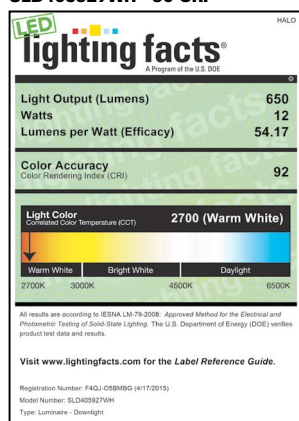 LED
HALO
lighting facts®
A Program of the U.S. DOE
Light Output (Lumens) 650
Watts 12
Lumens per Watt (Efficacy) 54.17
Color Accuracy 92
Color Rendering Index (CRI)
Light Color 2700 (Warm White)
Correlated Color Temperature (CCT)
Warm White Bright White Daylight
2700K 3000K 4500K 6500K
All results are according to IESNA LM-79-2008: Approved Method for the Electrical and
Photometric Testing of Solid-State Lighting. The U.S. Department of Energy (DOE) verifies
product test data and results.
Visit www.lightingfacts.com for the Label Reference Guide.
Registration Number: F4QJ-O5BMBG (4/17/2015)
Model Number: SLD405927WH
Type: Luminaire - Downlight